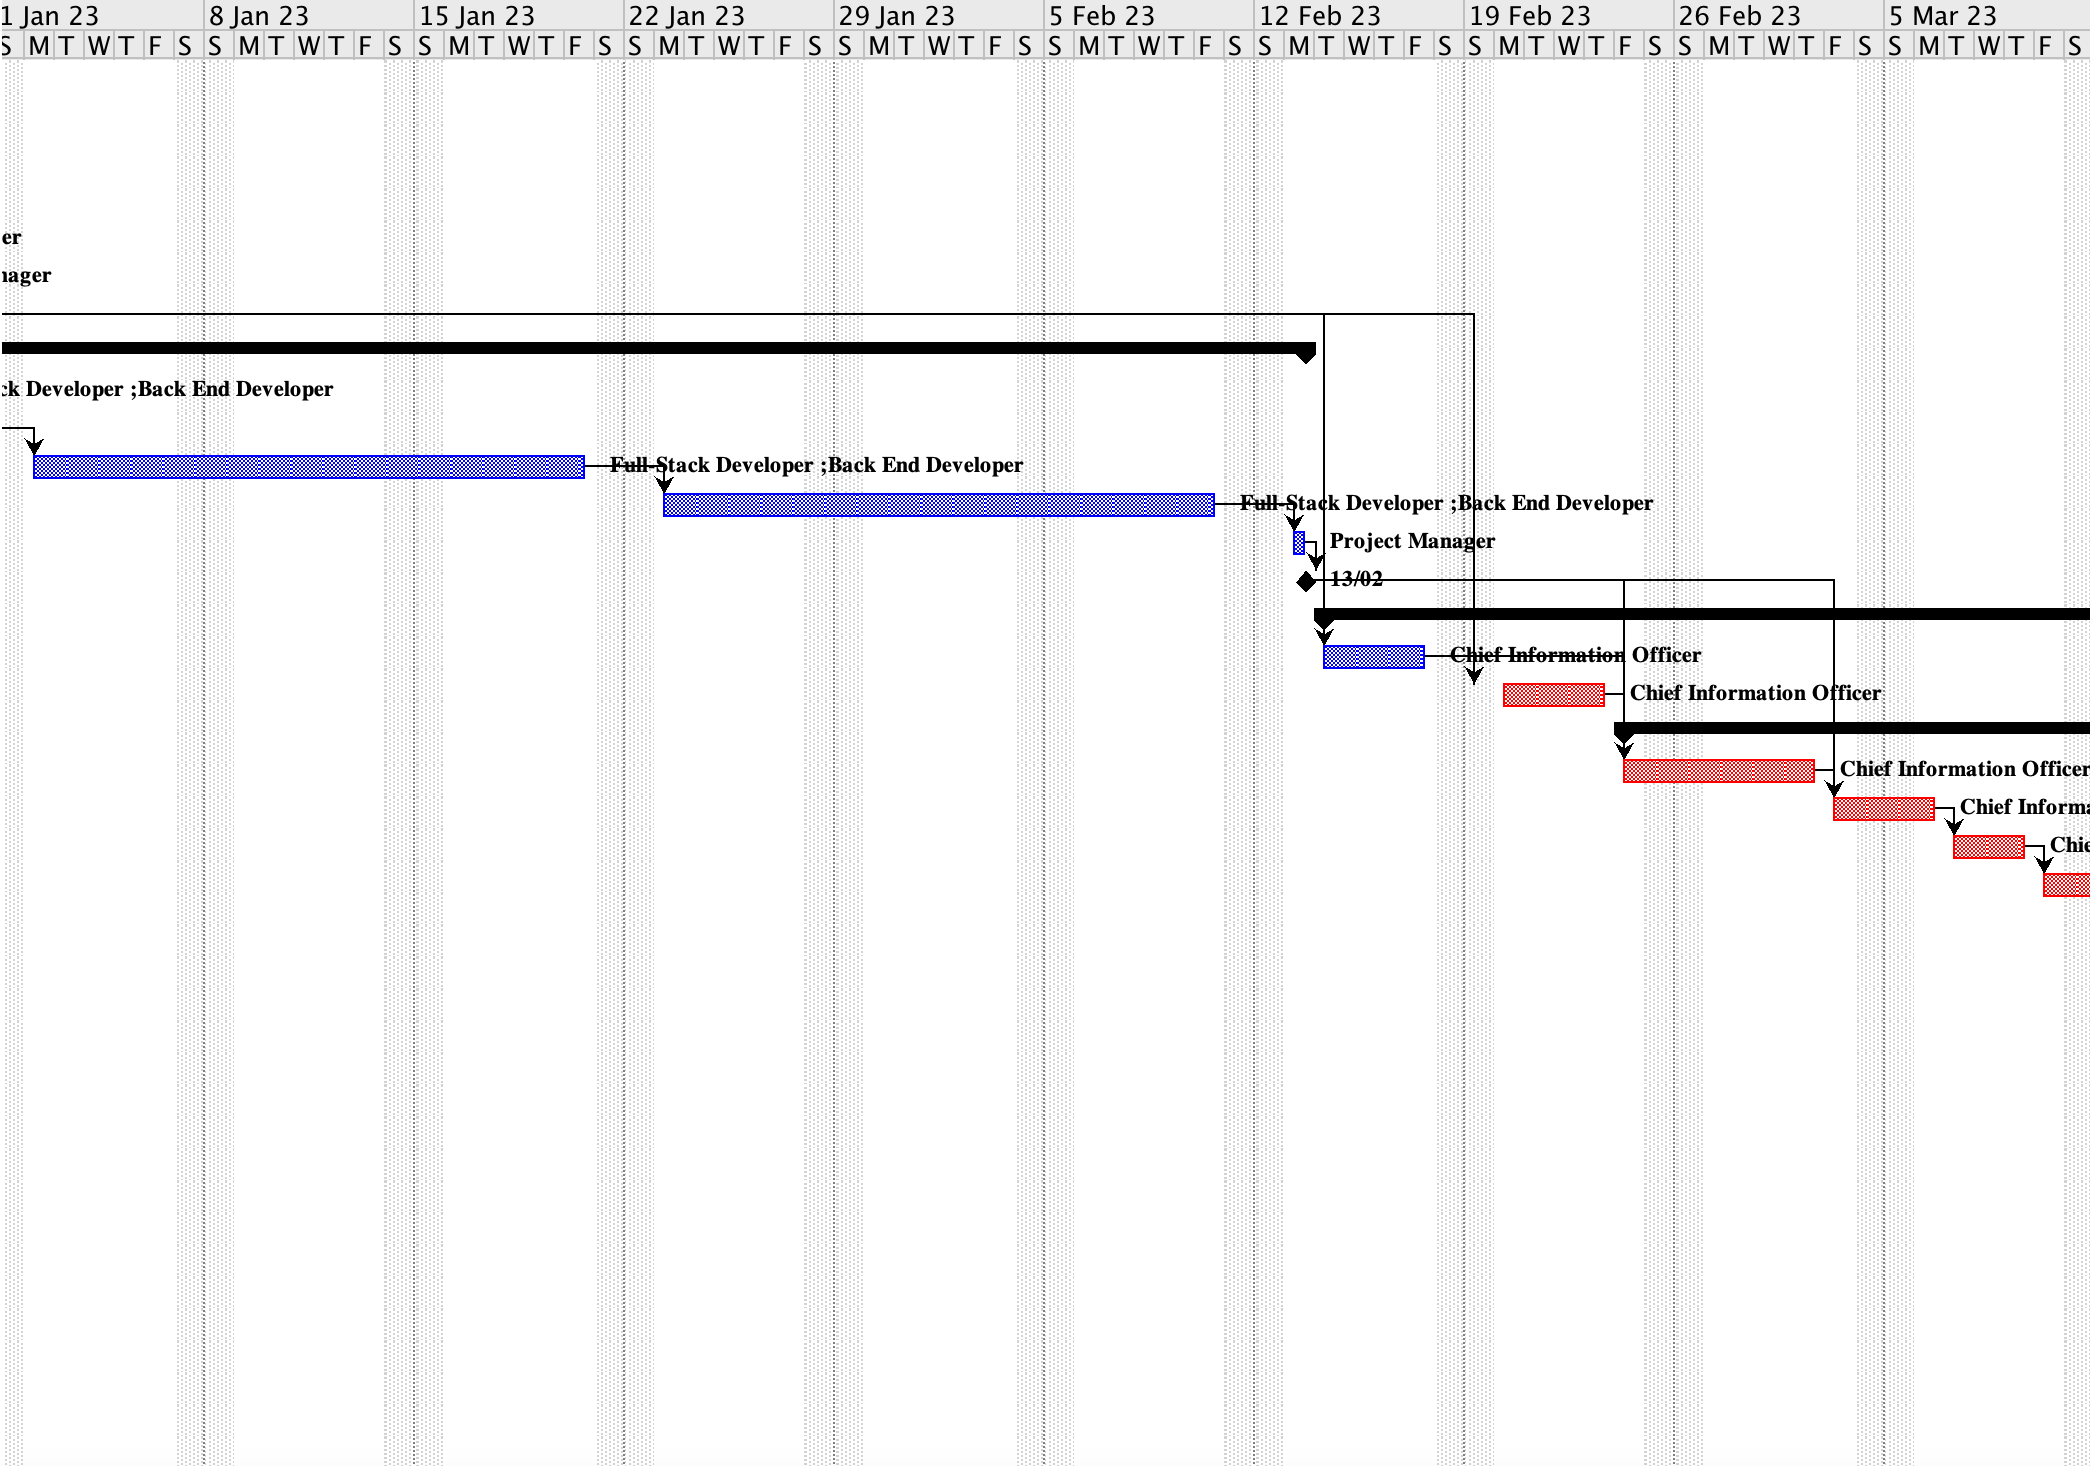 1 Jan 23 8 Jan 23 15 Jan 23 22 Jan 23 29 Jan 23 5 Feb 23 12 Feb 23 19 Feb 23 26 Feb 23 5 Mar 23
S M T W T F S S M T W T F S S M T W T F S S M T W T F S S M T W T F S S M T W T F S S M T W T F S S M T W T F S S M T W T F S S M T W T F S
er
nager
ck Developer ;Back End Developer
Full-Stack Developer ;Back End Developer
Full-Stack Developer ;Back End Developer
Project Manager
13/02
Chief Information Officer
Chief Information Officer
Chief Information Officer
Chief Informa
Chie